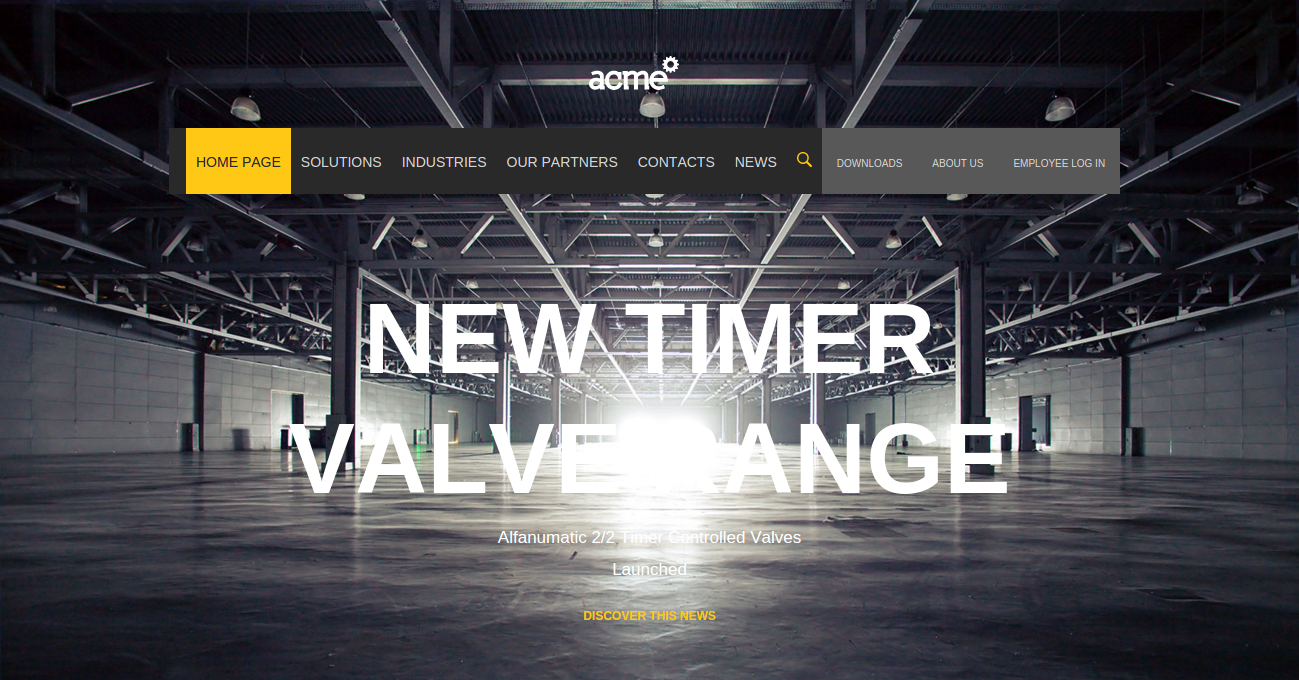 acme
HOME PAGE SOLUTIONS INDUSTRIES OUR PARTNERS CONTACTS NEWS DOWNLOADS ABOUT US EMPLOYEE LOG IN
NEW TIMER
VALVE RANGE
Alfanumatic 2/2 Timer Controlled Valves
Launched
DISCOVER THIS NEWS